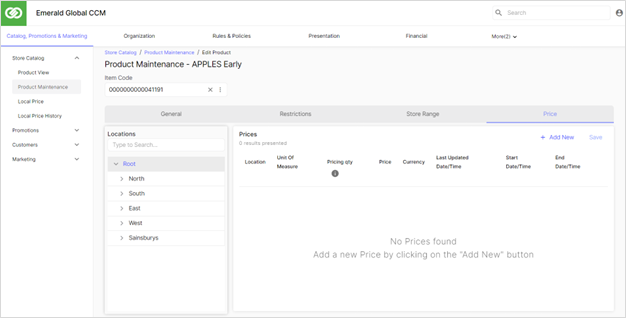 Emerald Global CCM
Search
Catalog, Promotions & Marketing
Organization
Rules & Policies
Presentation
Financial
More(2)
Store Catalog
Product View
Product Maintenance
Local Price
Local Price History
Promotions
Customers
Marketing
Store Catalog / Product Maintenance / Edit Product
Product Maintenance - APPLES Early
Item Code
0000000000041191
General
Restrictions
Store Range
Price
Locations
Type to Search...
Root
North
South
East
West
Sainsburys
Prices
0 results presented
+ Add New
Save
Location
Unit Of
Measure
Pricing qty
Price
Currency
Last Updated
Date/Time
Start
Date/Time
End
Date/Time
No Prices found
Add a new Price by clicking on the "Add New" button